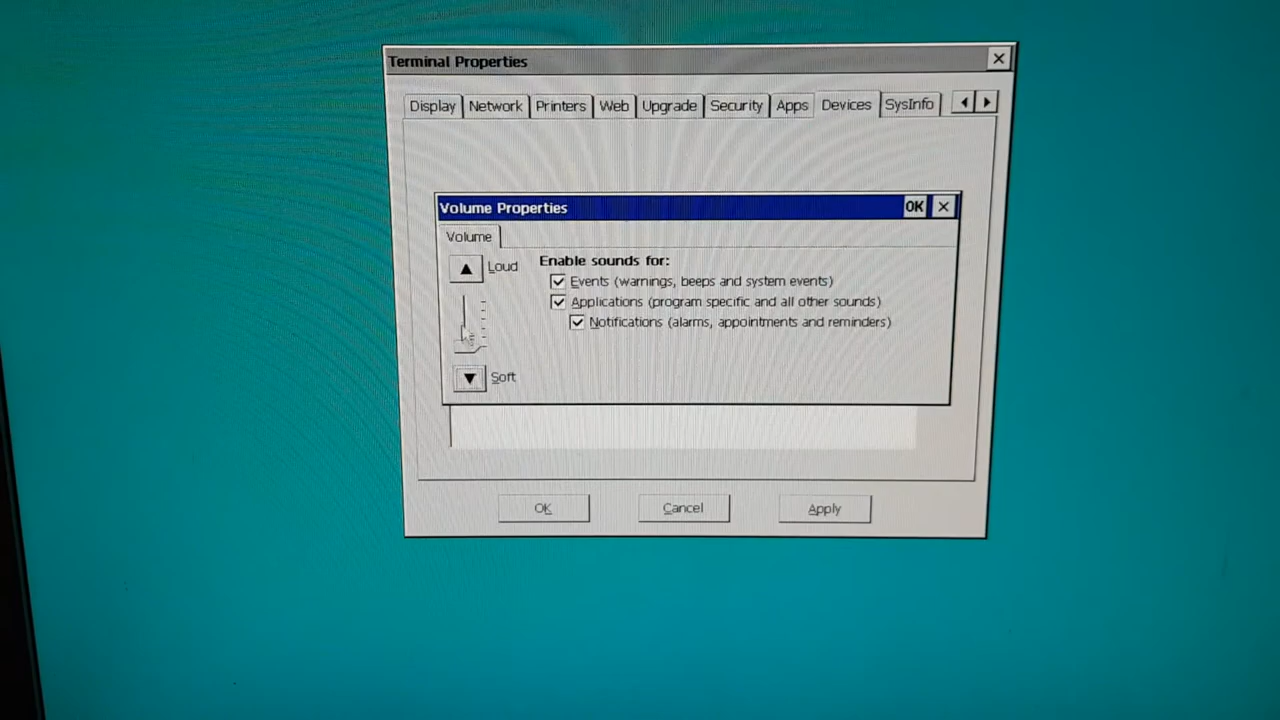 Terminal Properties
Display Network Printers Web Upgrade Security Apps Devices SysInfo
Volume Properties OK
Volume
Loud
Enable sounds for:
Events (warnings, beeps and system events)
Applications (program specific and all other sounds)
Notifications (alarms, appointments and reminders)
Soft
OK Cancel Apply